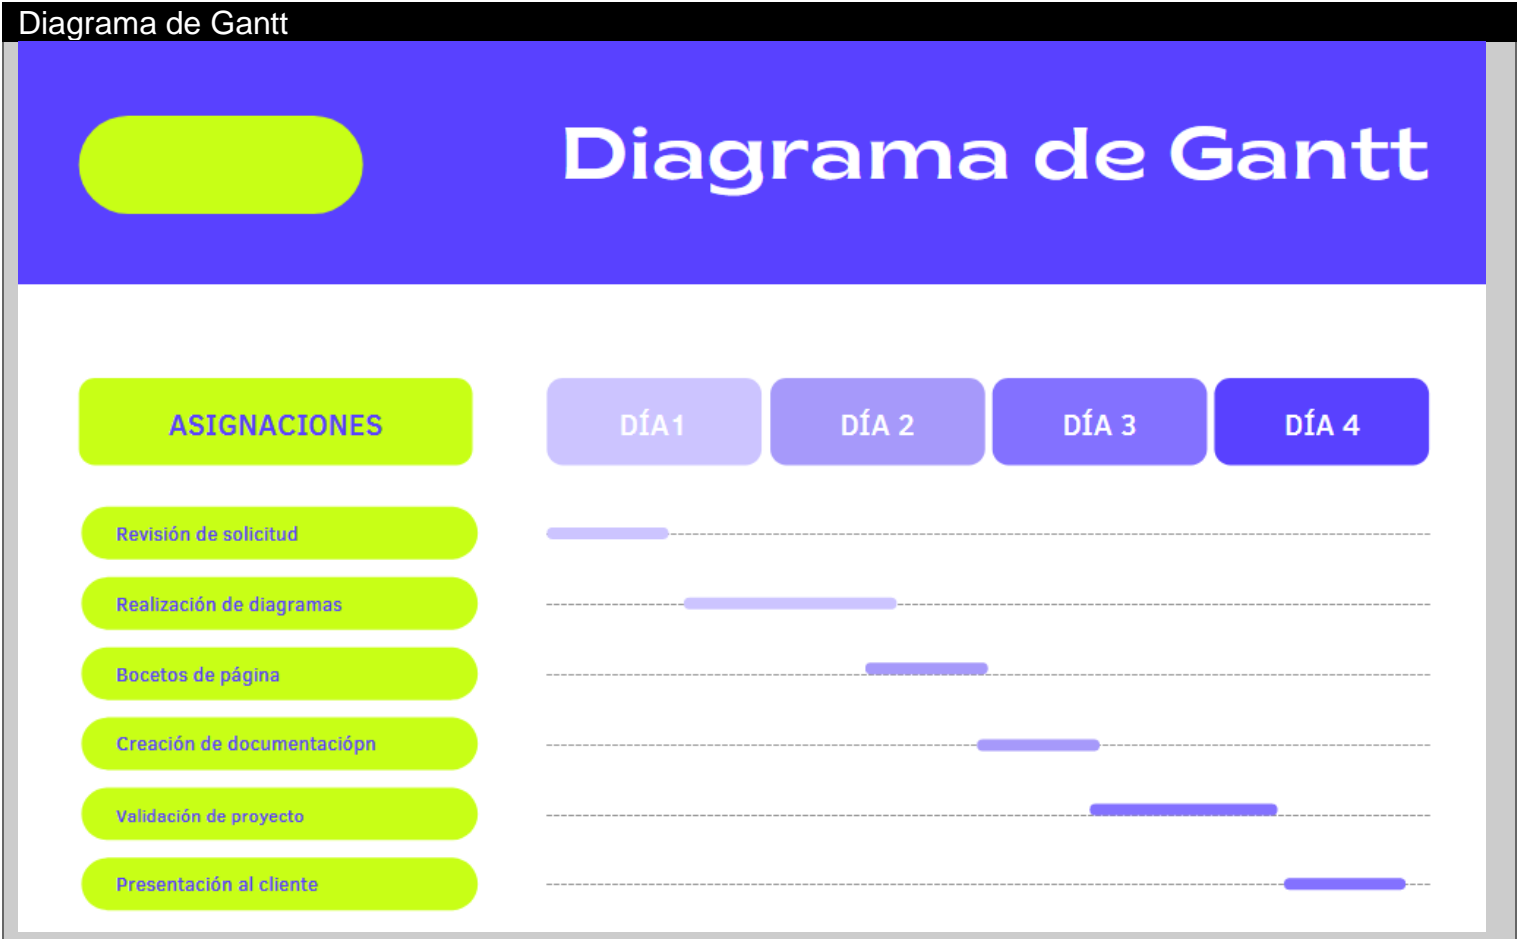 Diagrama de Gantt
Diagrama de Gantt
ASIGNACIONES
DÍA1
DÍA 2
DÍA 3
DÍA 4
Revisión de solicitud
Realización de diagramas
Bocetos de página
Creación de documentaciópn
Validación de proyecto
Presentación al cliente